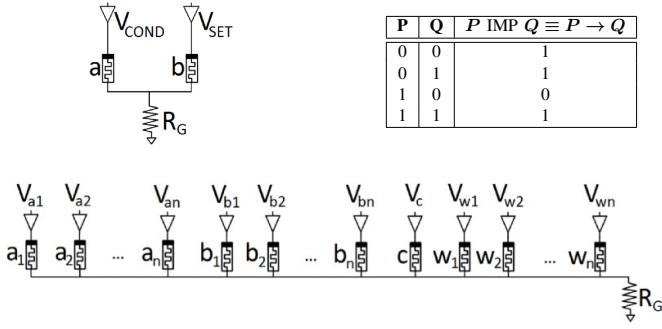 V_COND V_SET
a b
R_G
P Q P IMP Q ≡ P → Q
0 0 1
0 1 1
1 0 0
1 1 1
V_a1 V_a2 V_an V_b1 V_b2 V_bn V_c V_w1 V_w2 V_wn
a_1 a_2 ... a_n b_1 b_2 ... b_n c w_1 w_2 ... w_n
R_G